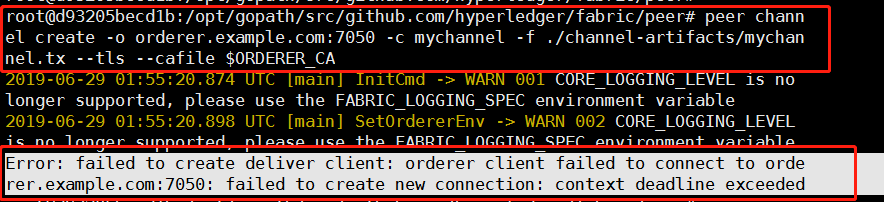 root@d93205becd1b:/opt/gopath/src/github.com/hyperledger/fabric/peer# peer chann
el create -o orderer.example.com:7050 -c mychannel -f ./channel-artifacts/mychan
nel.tx --tls --cafile $ORDERER_CA
2019-06-29 01:55:20.874 UTC [main] InitCmd -> WARN 001 CORE_LOGGING_LEVEL is no
longer supported, please use the FABRIC_LOGGING_SPEC environment variable
2019-06-29 01:55:20.898 UTC [main] SetOrdererEnv -> WARN 002 CORE_LOGGING_LEVEL
is no longer supported, please use the FABRIC_LOGGING_SPEC environment variable
Error: failed to create deliver client: orderer client failed to connect to orde
rer.example.com:7050: failed to create new connection: context deadline exceeded